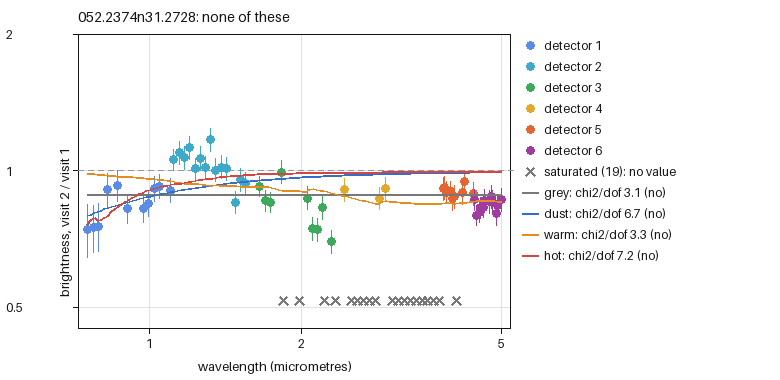 052.2374n31.2728: none of these
2
1
0.5
brightness, visit 2 / visit 1
1
2
5
wavelength (micrometres)
detector 1
detector 2
detector 3
detector 4
detector 5
detector 6
saturated (19): no value
grey: chi2/dof 3.1 (no)
dust: chi2/dof 6.7 (no)
warm: chi2/dof 3.3 (no)
hot: chi2/dof 7.2 (no)